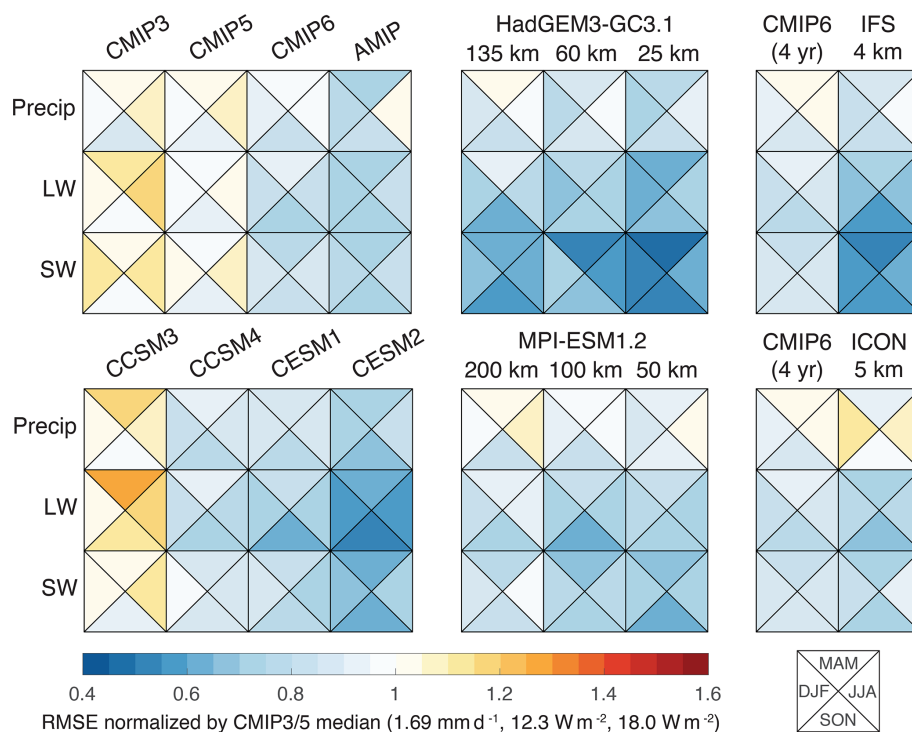 CMIP3 CMIP5 CMIP6 AMIP
HadGEM3-GC3.1
135 km 60 km 25 km
CMIP6 IFS
(4 yr) 4 km
Precip
LW
SW
CCSM3 CCSM4 CESM1 CESM2
MPI-ESM1.2
200 km 100 km 50 km
CMIP6 ICON
(4 yr) 5 km
Precip
LW
SW
0.4 0.6 0.8 1 1.2 1.4 1.6
RMSE normalized by CMIP3/5 median (1.69 mm d⁻¹, 12.3 W m⁻², 18.0 W m⁻²)
MAM
DJF JJA
SON